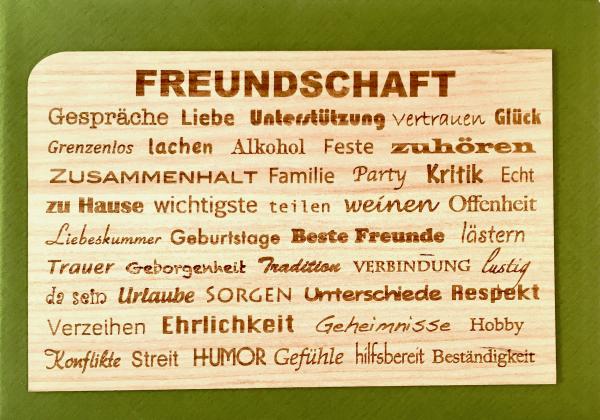 FREUNDSCHAFT
Gespräche Liebe Unterstützung vertrauen Glück
Grenzenlos lachen Alkohol Feste zuhören
ZUSAMMENHALT Familie Party Kritik Echt
zu Hause wichtigste teilen weinen Offenheit
Liebeskummer Geburtstage Beste Freunde lästern
Trauer Geborgenheit Tradition VERBINDUNG lustig
da sein Urlaube SORGEN Unterschiede Respekt
Verzeihen Ehrlichkeit Geheimnisse Hobby
Konflikte Streit HUMOR Gefühle hilfsbereit Beständigkeit